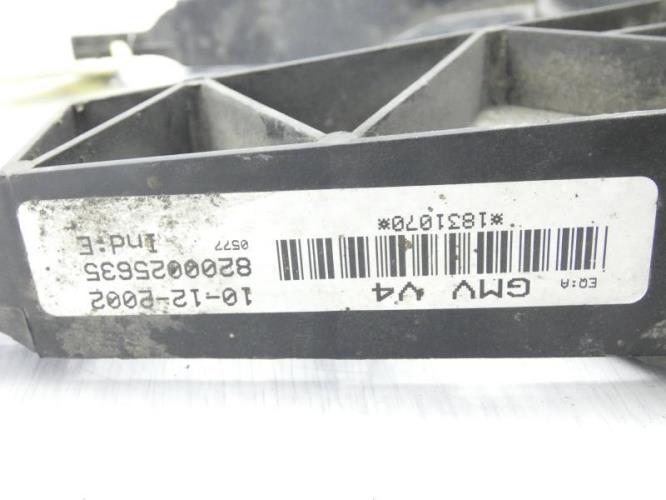 EQ:A
GMV V4
10-12-2002
8200025635
0577
Ind:E
*1831070**